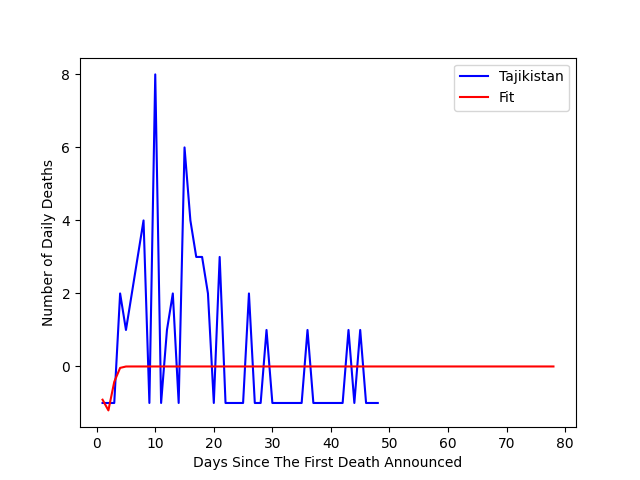 Tajikistan
Fit
8
6
4
2
0
Number of Daily Deaths
0 10 20 30 40 50 60 70 80
Days Since The First Death Announced